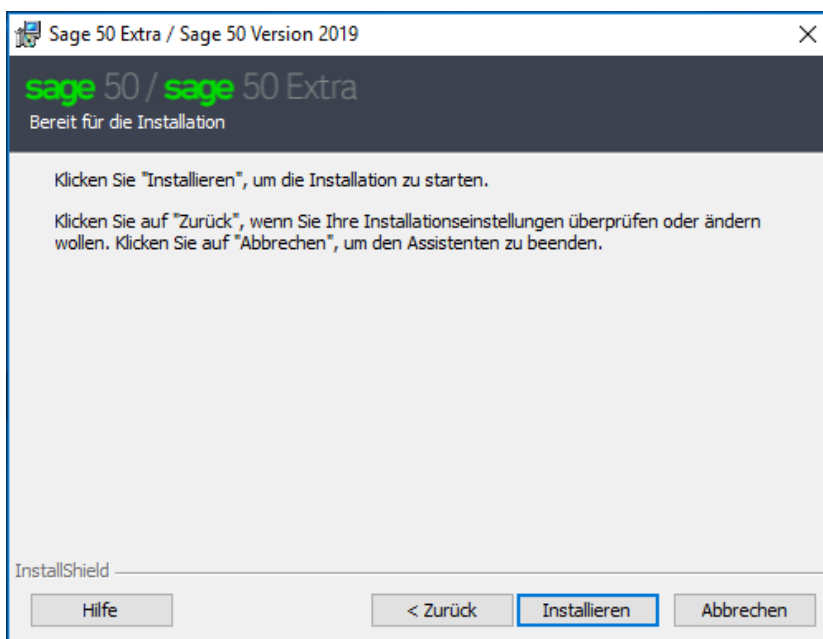 Sage 50 Extra / Sage 50 Version 2019
sage 50 / sage 50 Extra
Bereit für die Installation
Klicken Sie "Installieren", um die Installation zu starten.
Klicken Sie auf "Zurück", wenn Sie Ihre Installationseinstellungen überprüfen oder ändern
wollen. Klicken Sie auf "Abbrechen", um den Assistenten zu beenden.
InstallShield
Hilfe
< Zurück
Installieren
Abbrechen